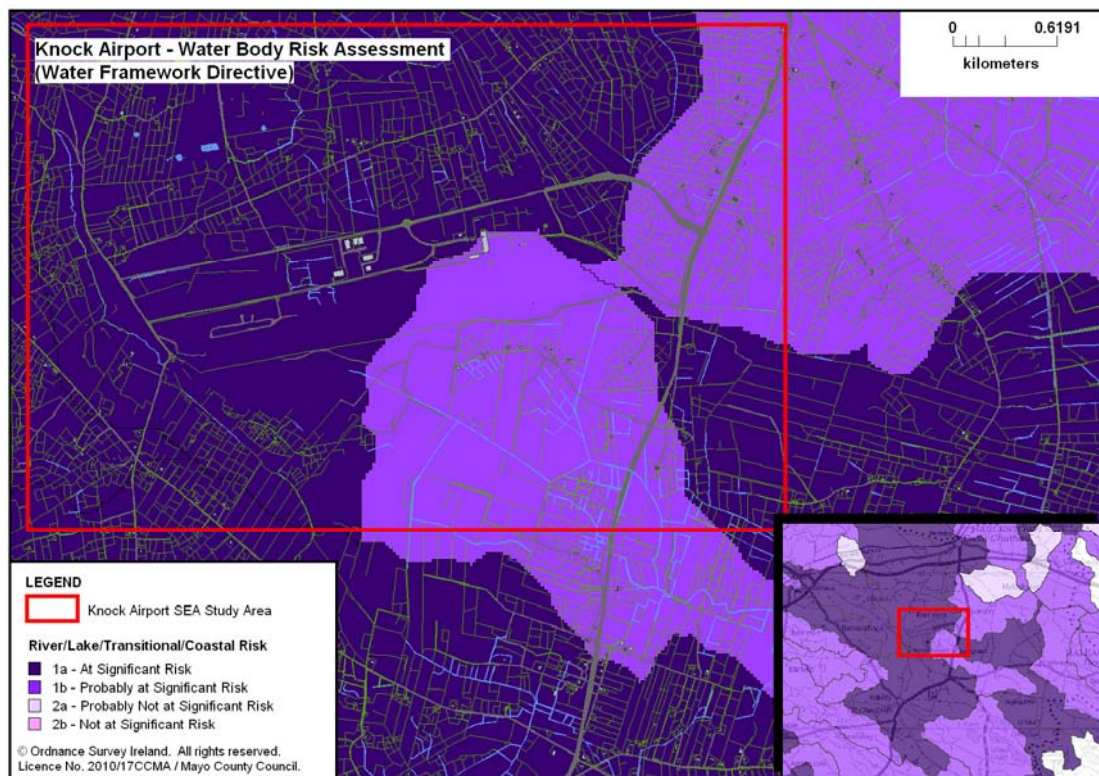 Knock Airport - Water Body Risk Assessment
(Water Framework Directive)
0 0.6191
kilometers
LEGEND
Knock Airport SEA Study Area
River/Lake/Transitional/Coastal Risk
1a - At Significant Risk
1b - Probably at Significant Risk
2a - Probably Not at Significant Risk
2b - Not at Significant Risk
© Ordnance Survey Ireland. All rights reserved.
Licence No. 2010/17CCMA / Mayo County Council.